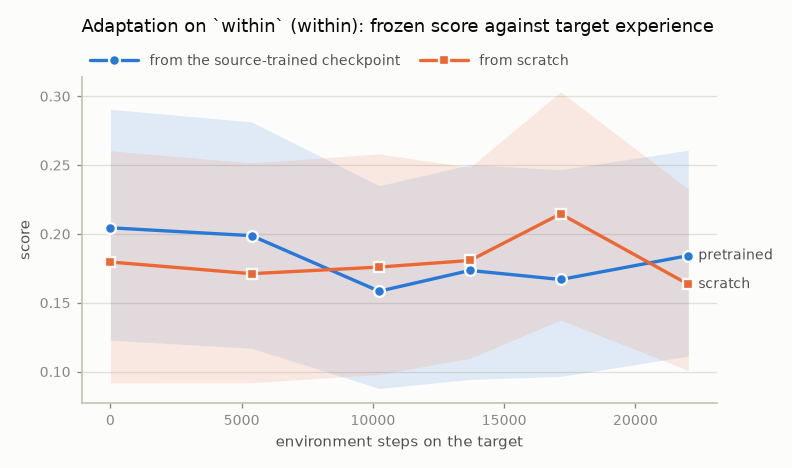 Adaptation on `within` (within): frozen score against target experience
from the source-trained checkpoint
from scratch
0.30
0.25
0.20
0.15
0.10
score
pretrained
scratch
0
5000
10000
15000
20000
environment steps on the target